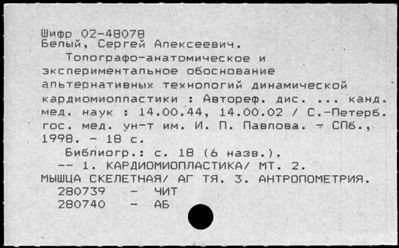 Шифр 02-48078
Белый, Сергей Алексеевич.
Топографо-анатомическое и
экспериментальное обоснование
альтернативных технологий динамической
кардиомиопластики : Автореф. дис. ... канд.
мед. наук : 14.00.44, 14.00.02 / С.-Петерб.
гос. мед. ун-т им. И. П. Павлова. - СПб.,
1998. - 18 с.
Библиогр.: с. 18 (6 назв.).
-- 1. КАРДИОМИОПЛАСТИКА/ МТ. 2.
МЫШЦА СКЕЛЕТНАЯ/ АГ ТЯ. 3. АНТРОПОМЕТРИЯ.
280739 - ЧИТ
280740 - АБ